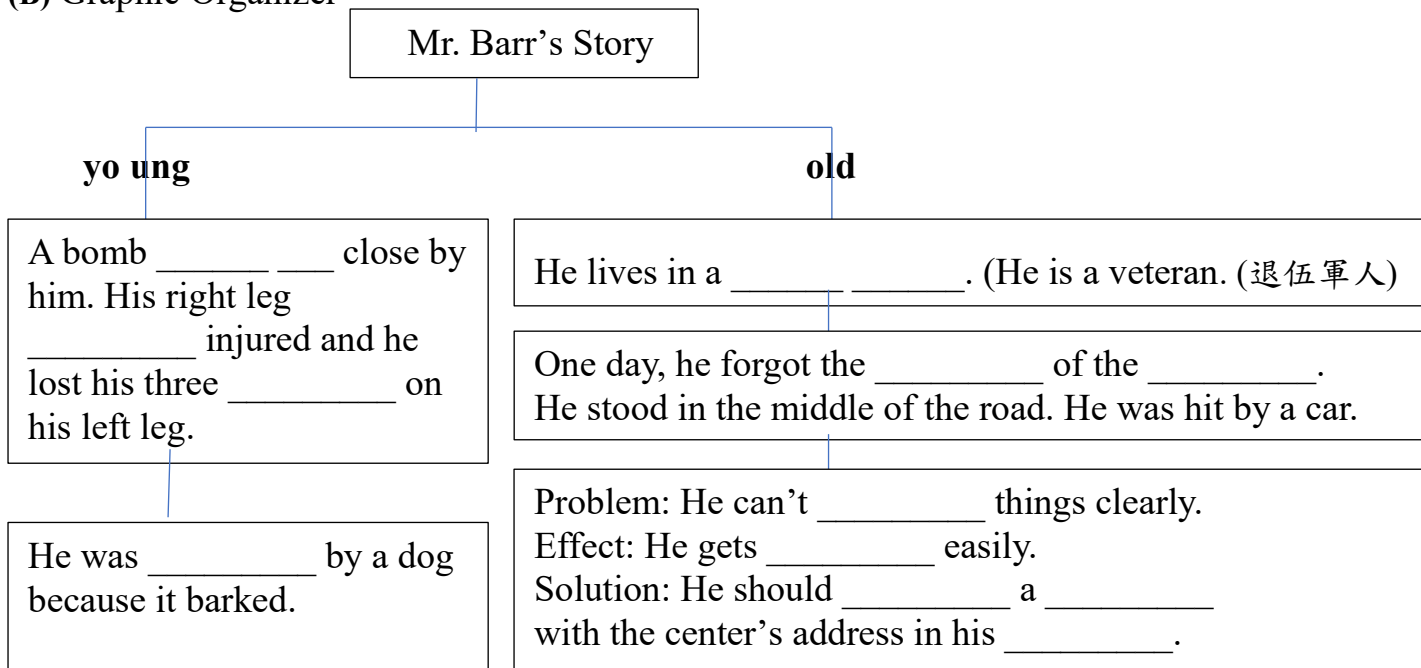 (B) Graphic Organizer
Mr. Barr’s Story
yo ung
old
A bomb ______ ___ close by
him. His right leg
_________ injured and he
lost his three _________ on
his left leg.
He was _________ by a dog
because it barked.
He lives in a ______ ______. (He is a veteran. (退伍軍人)
One day, he forgot the _________ of the _________.
He stood in the middle of the road. He was hit by a car.
Problem: He can’t _________ things clearly.
Effect: He gets _________ easily.
Solution: He should _________ a _________
with the center’s address in his _________.